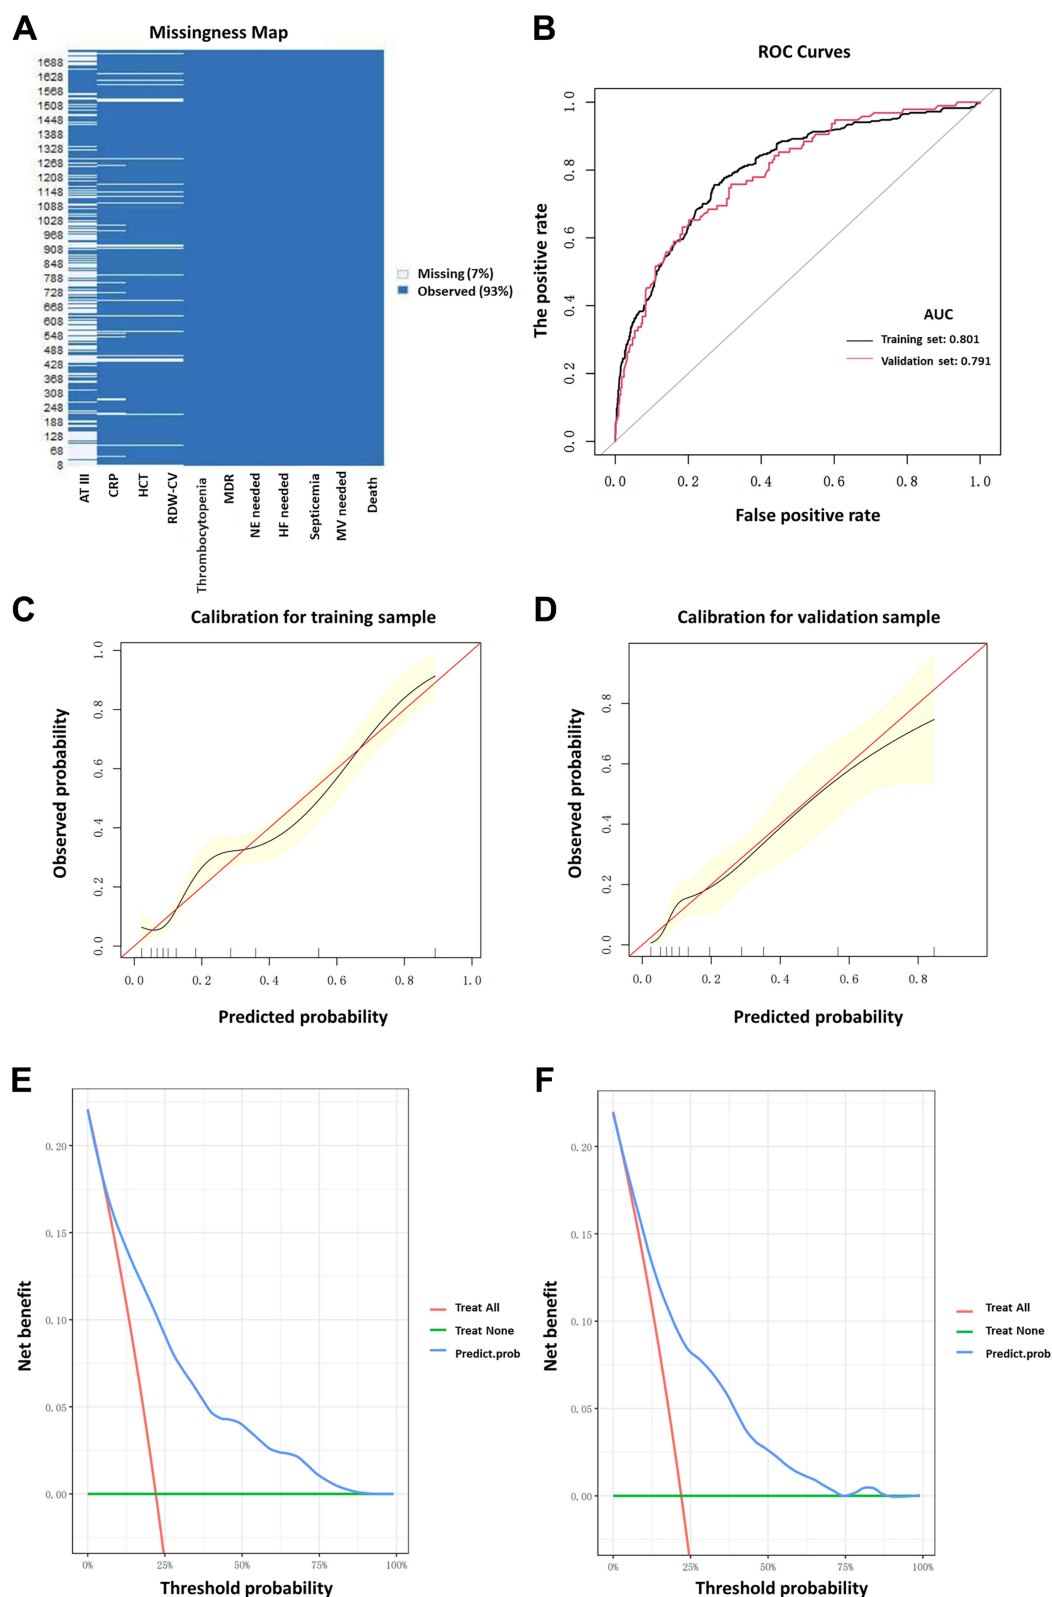 A
Missingness Map
1688
1628
1568
1508
1448
1388
1328
1268
1208
1148
1088
1028
968
908
848
788
728
668
608
548
488
428
368
308
248
188
128
68
8
AT III
CRP
HCT
RDW-CV
Thrombocytopenia
MDR
NE needed
HF needed
Septicemia
MV needed
Death
Missing (7%)
Observed (93%)
B
ROC Curves
The positive rate
1.0
0.8
0.6
0.4
0.2
0.0
AUC
Training set: 0.801
Validation set: 0.791
0.0 0.2 0.4 0.6 0.8 1.0
False positive rate
C
Calibration for training sample
Observed probability
1.0
0.8
0.6
0.4
0.2
0.0
0.0 0.2 0.4 0.6 0.8 1.0
Predicted probability
D
Calibration for validation sample
Observed probability
0.8
0.6
0.4
0.2
0.0
0.0 0.2 0.4 0.6 0.8
Predicted probability
E
Net benefit
0.20
0.15
0.10
0.05
0.00
0% 25% 50% 75% 100%
Threshold probability
Treat All
Treat None
Predict.prob
F
Net benefit
0.20
0.15
0.10
0.05
0.00
0% 25% 50% 75% 100%
Threshold probability
Treat All
Treat None
Predict.prob